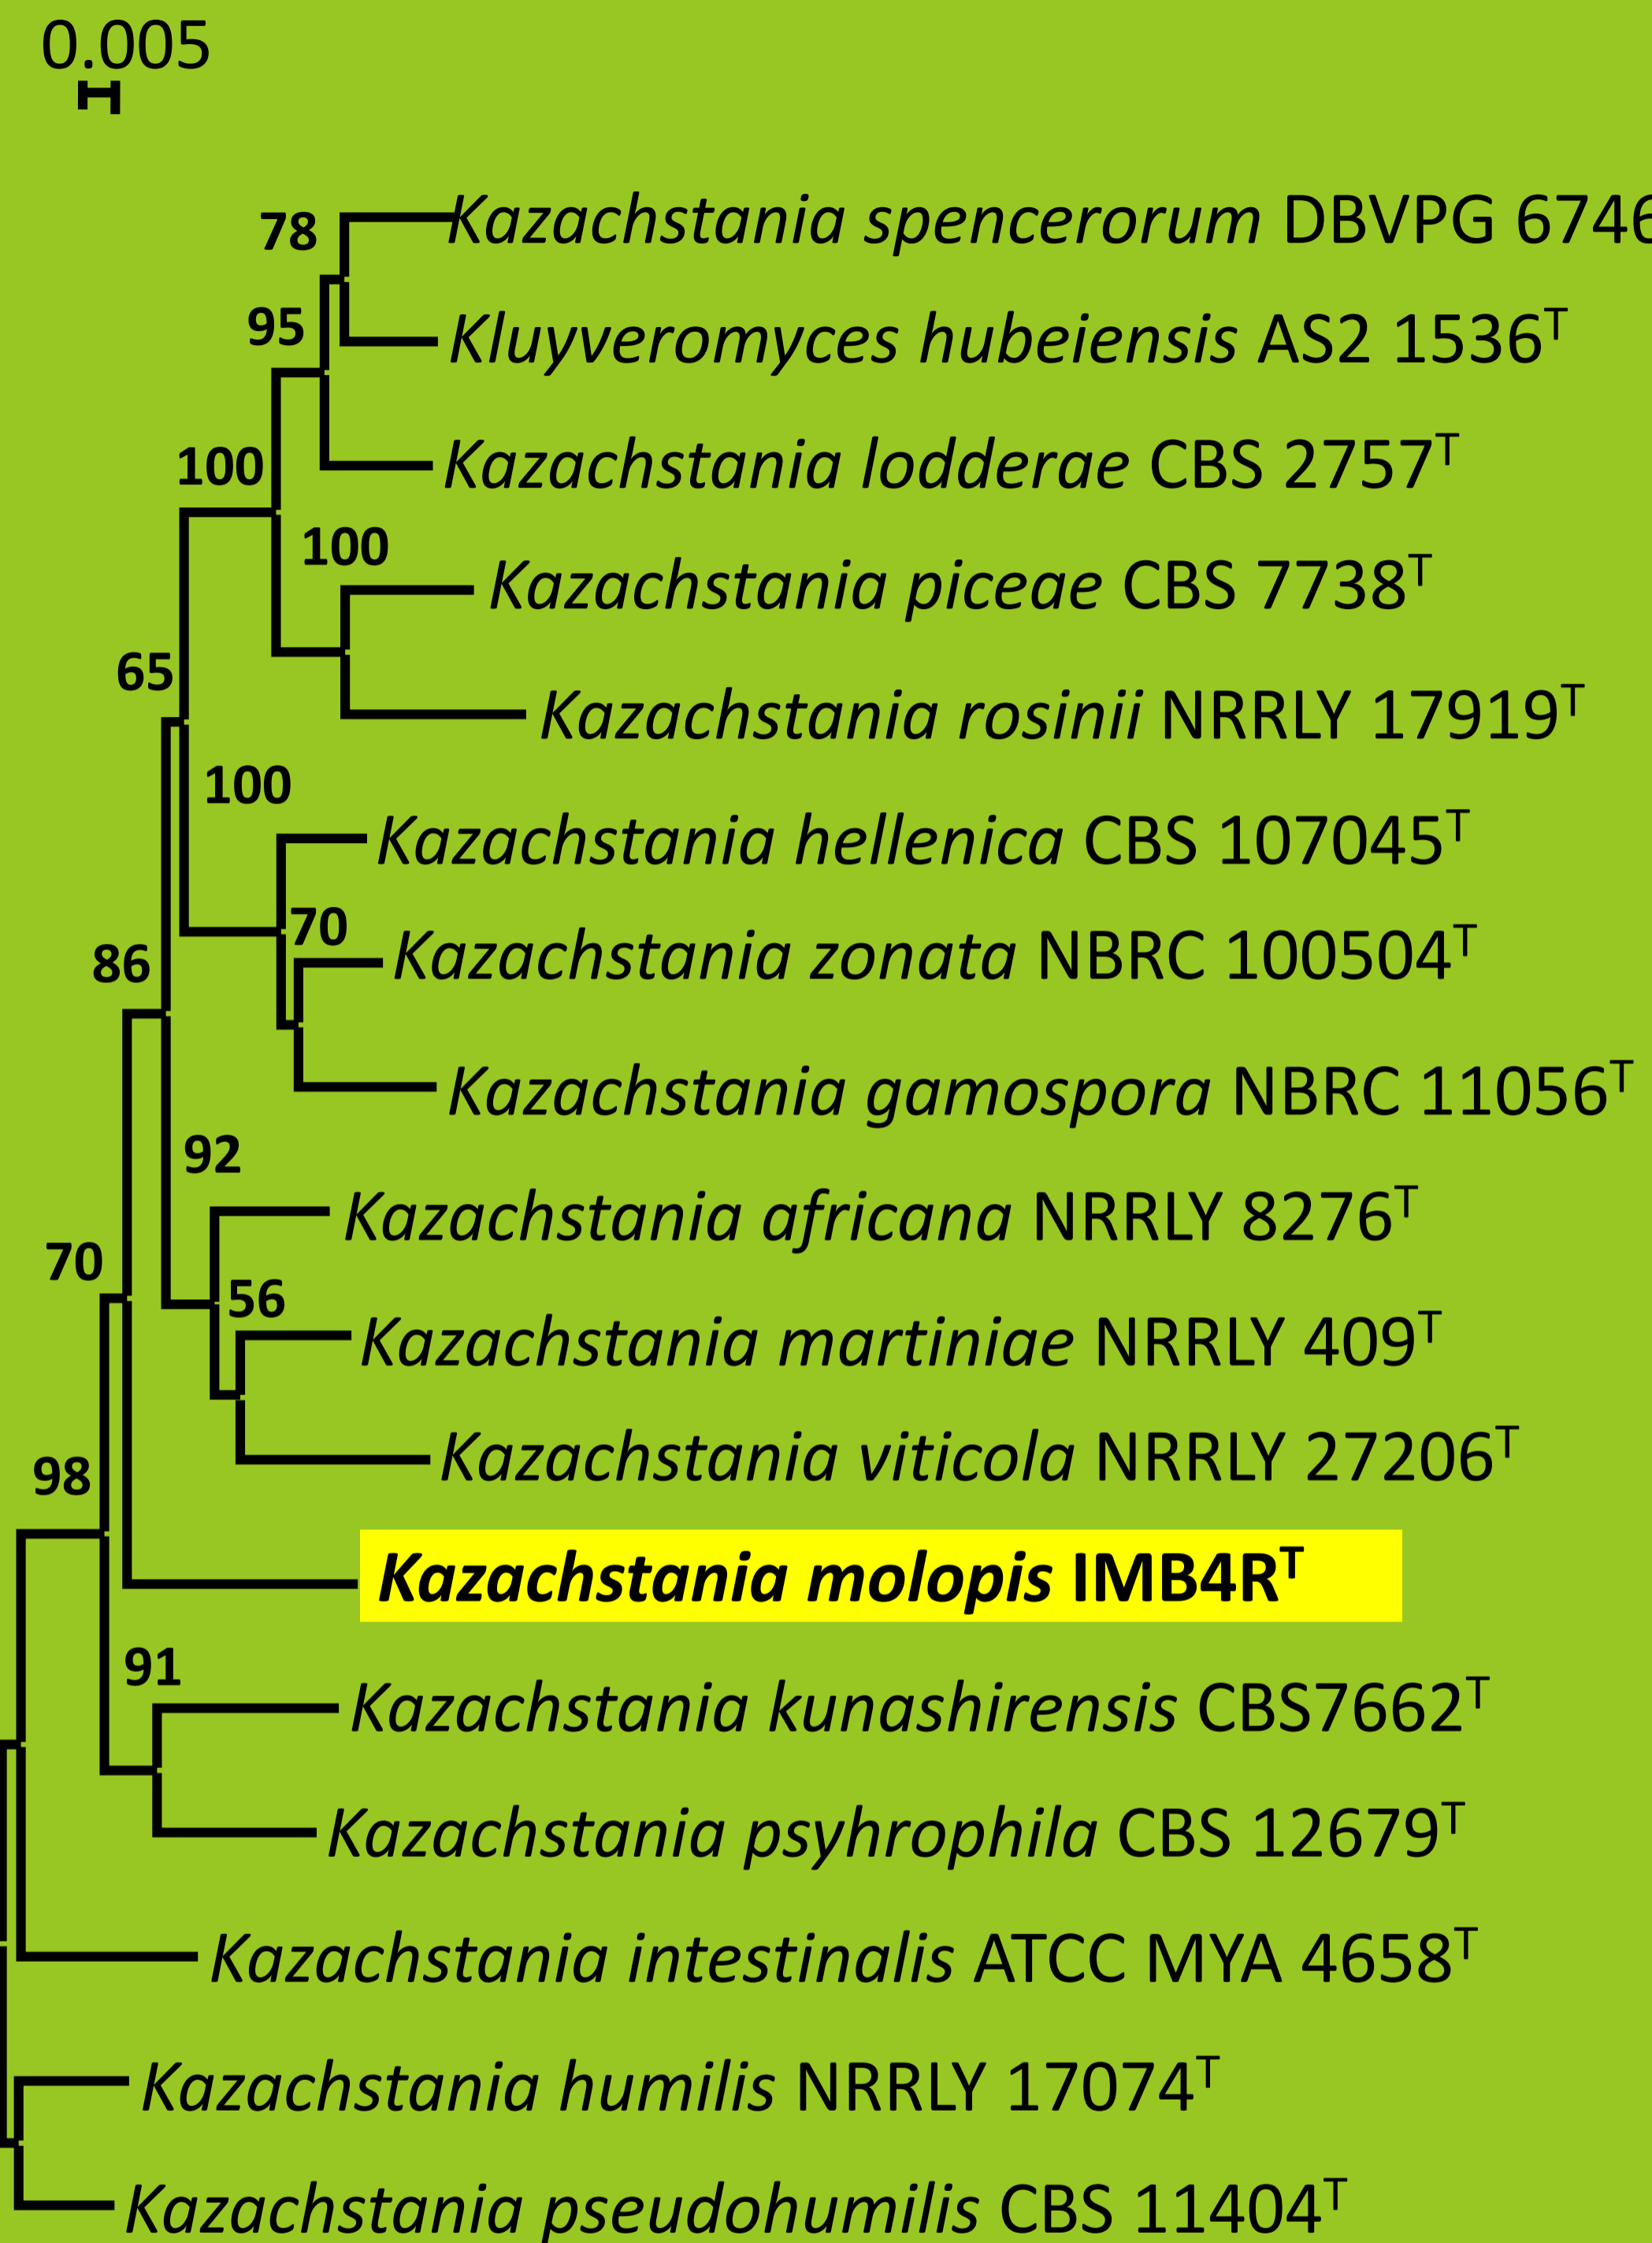 0.005
78
Kazachstania spencerorum DBVPG 6746
95
Kluyveromyces hubeiensis AS2 1536ᵀ
100
Kazachstania lodderae CBS 2757ᵀ
100
Kazachstania piceae CBS 7738ᵀ
65
Kazachstania rosinii NRRLY 17919ᵀ
100
Kazachstania hellenica CBS 107045ᵀ
70
86
Kazachstania zonata NBRC 100504ᵀ
Kazachstania gamospora NBRC 11056ᵀ
92
Kazachstania africana NRRLY 8276ᵀ
70
56
Kazachstania martiniae NRRLY 409ᵀ
98
Kazachstania viticola NRRLY 27206ᵀ
Kazachstania molopis IMB4Rᵀ
91
Kazachstania kunashirensis CBS7662ᵀ
Kazachstania psyhrophila CBS 12679ᵀ
Kazachstania intestinalis ATCC MYA 4658ᵀ
Kazachstania humilis NRRLY 17074ᵀ
Kazachstania pseudohumilis CBS 11404ᵀ